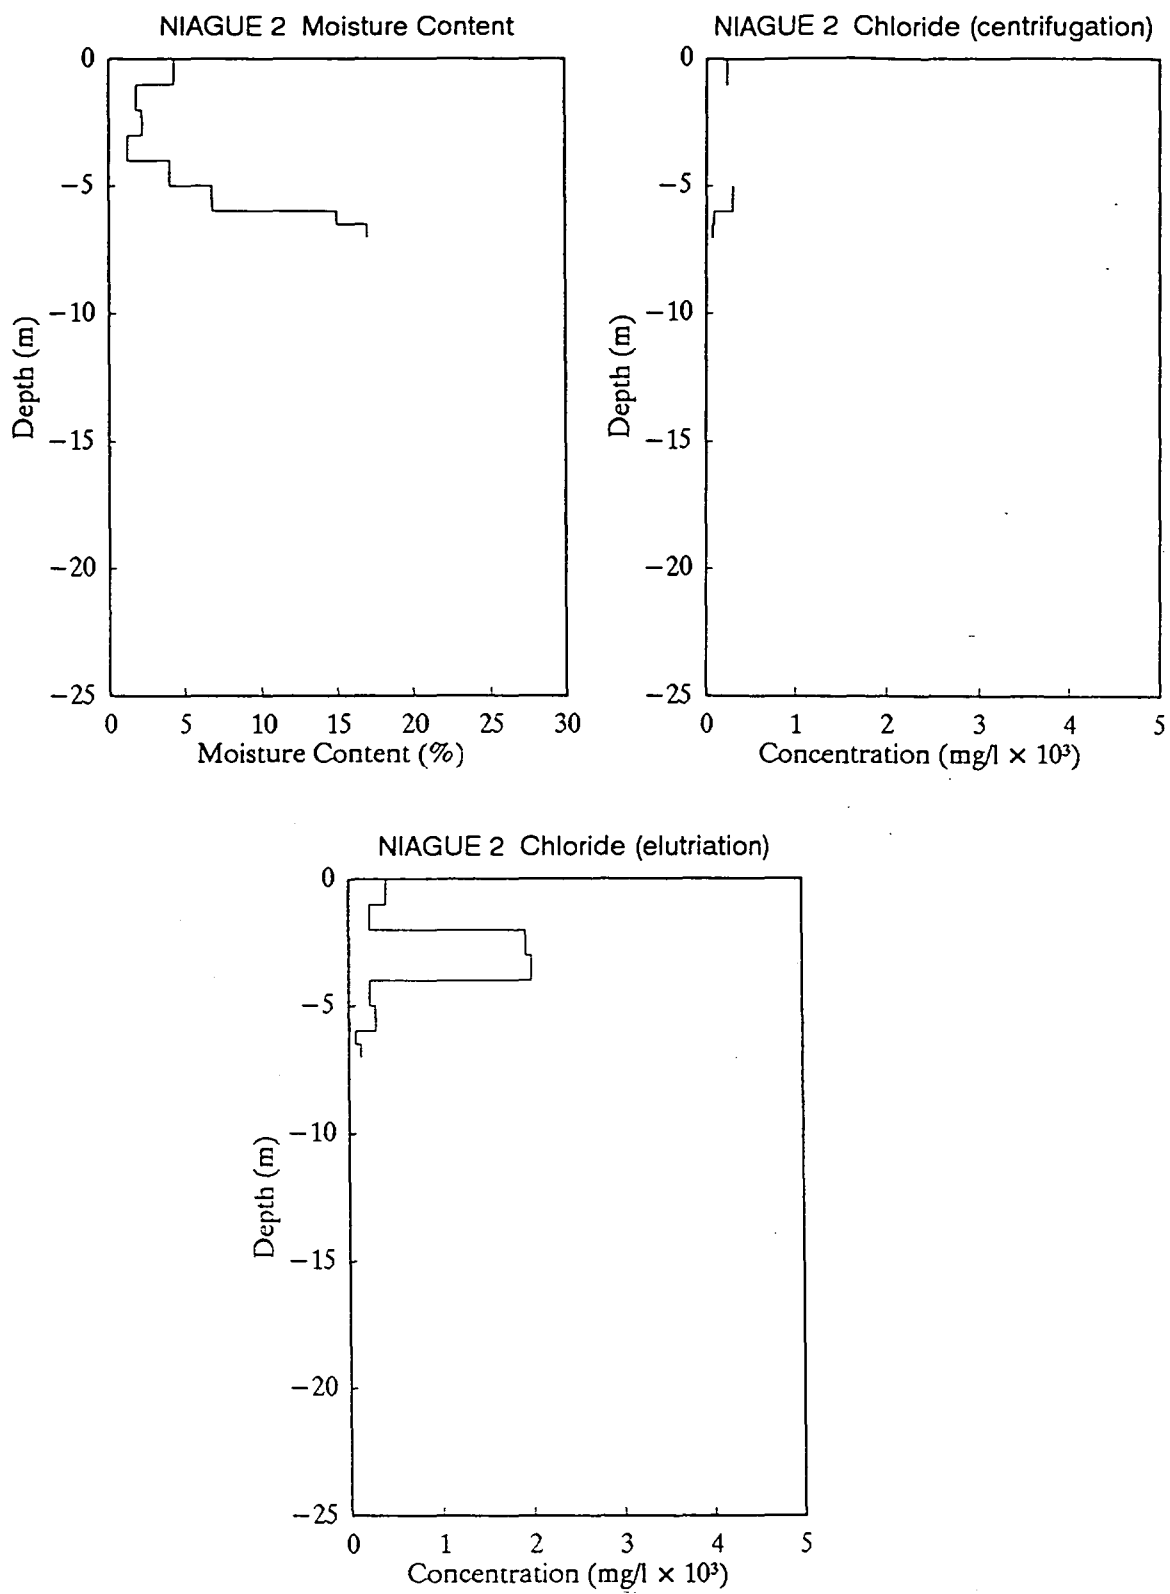 NIAGUE 2 Moisture Content
0
−5
−10
−15
−20
−25
Depth (m)
0 5 10 15 20 25 30
Moisture Content (%)
NIAGUE 2 Chloride (centrifugation)
0
−5
−10
−15
−20
−25
Depth (m)
0 1 2 3 4 5
Concentration (mg/l × 10³)
NIAGUE 2 Chloride (elutriation)
0
−5
−10
−15
−20
−25
Depth (m)
0 1 2 3 4 5
Concentration (mg/l × 10³)